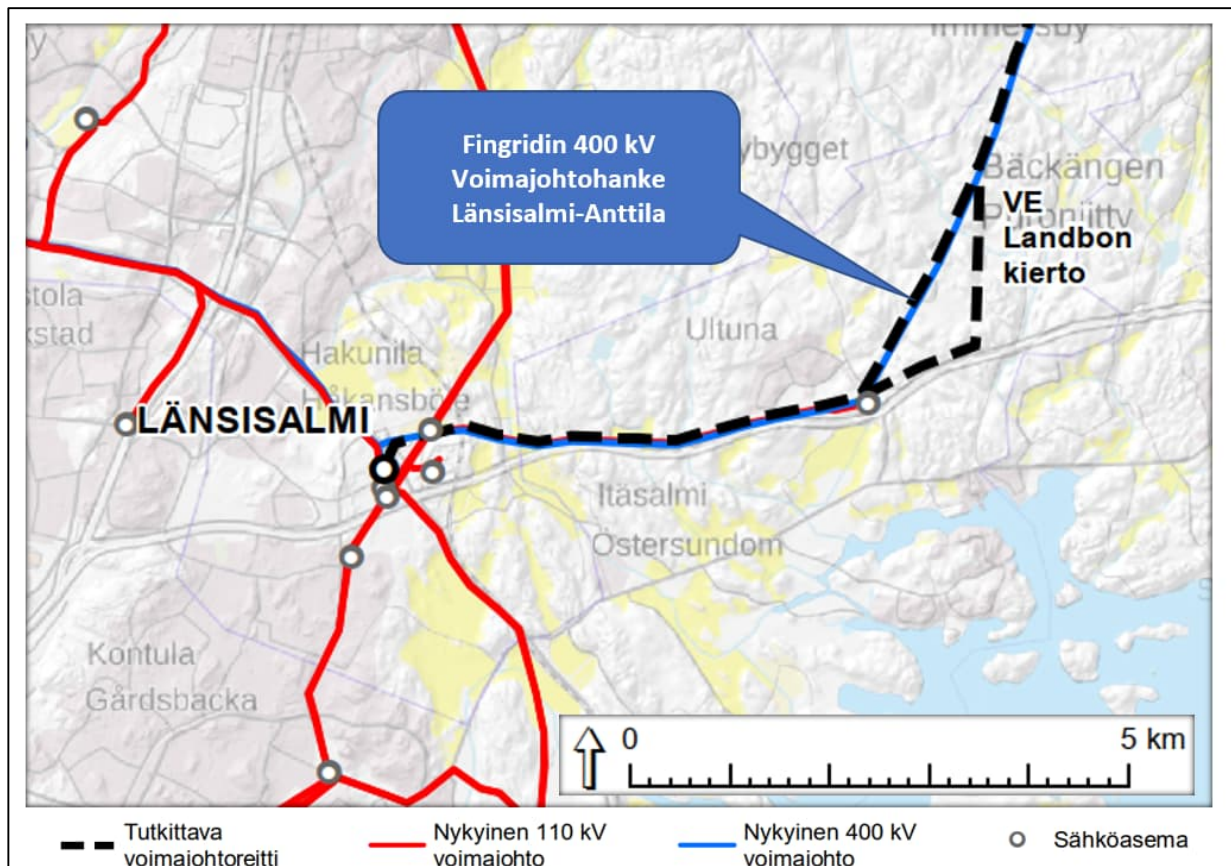 Fingridin 400 kV
Voimajohtohanke
Länsisalmi-Anttila
Bäckängen
VE
Landbon
kierto
Ultuna
Hakunila
Håkansböle
LÄNSISALMI
Itäsalmi
Östersundom
Kontula
Gårdsbacka
0
5 km
Tutkittava
voimajohtoreitti
Nykyinen 110 kV
voimajohto
Nykyinen 400 kV
voimajohto
Sähköasema